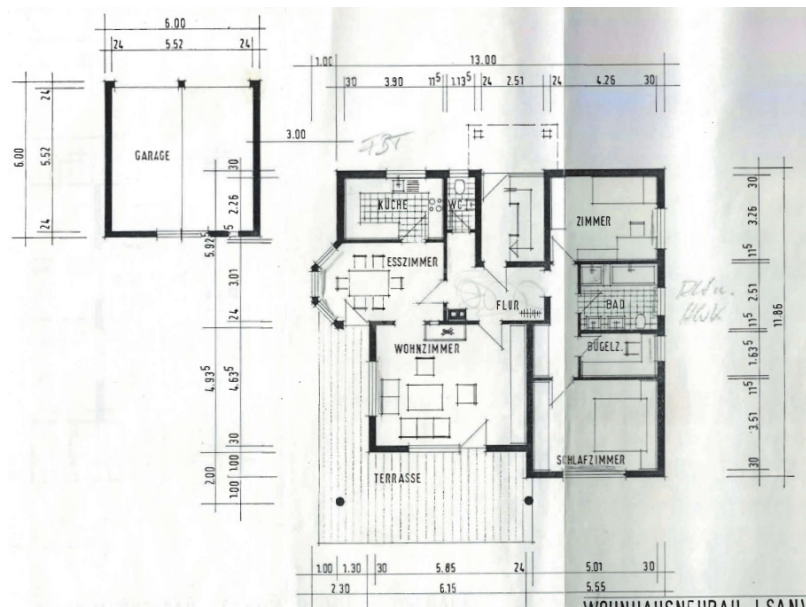 6.00
24 5.52 24
1.00 13.00
30 3.90 11⁵ 1.13⁵ 24 2.51 24 4.26 30
3.00
6.00
24
5.52
24
GARAGE
5.92⁵
30
2.26
3.01
24
4.93⁵
4.63⁵
30
2.00
1.00
1.00
KÜCHE
WC
ZIMMER
ESSZIMMER
FLUR
BAD
WOHNZIMMER
BÜGELZ.
SCHLAFZIMMER
TERRASSE
30
3.26
11⁵
2.51
11⁵
1.63⁵
11⁵
3.51
30
11.86
1.00 1.30 30 5.85 24 5.01 30
2.30 6.15 5.55
WOHNHAUSNEUBAU